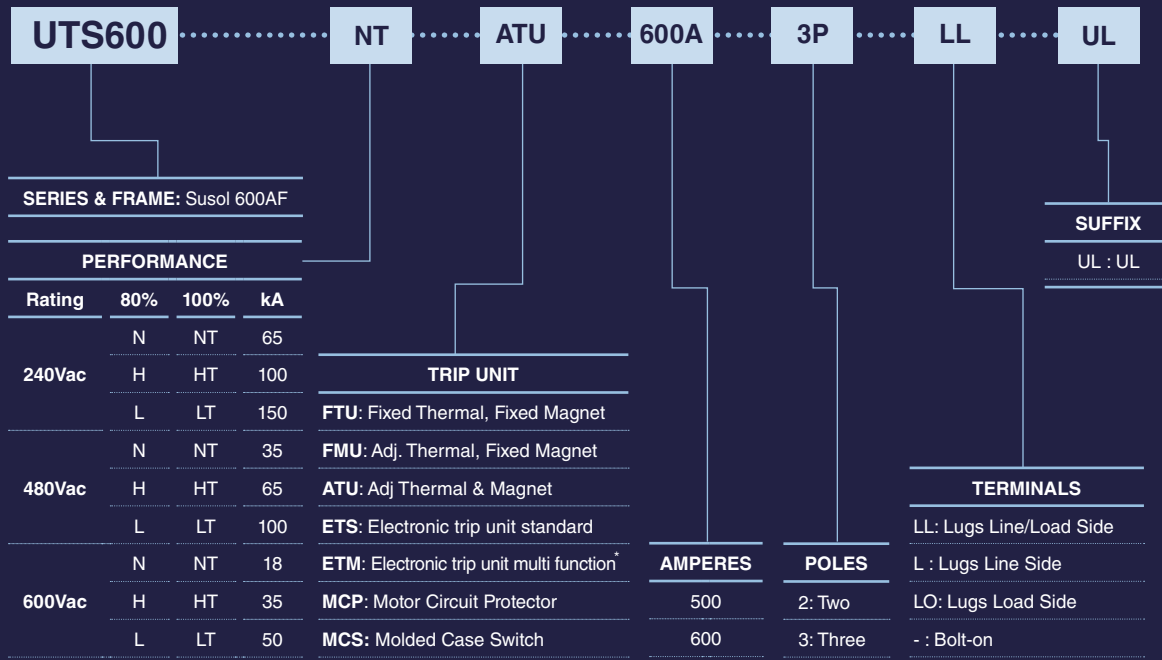 UTS600 NT ATU 600A 3P LL UL
SERIES & FRAME: Susol 600AF
PERFORMANCE
Rating 80% 100% kA
240Vac
N NT 65
H HT 100
L LT 150
480Vac
N NT 35
H HT 65
L LT 100
600Vac
N NT 18
H HT 35
L LT 50
TRIP UNIT
FTU: Fixed Thermal, Fixed Magnet
FMU: Adj. Thermal, Fixed Magnet
ATU: Adj Thermal & Magnet
ETS: Electronic trip unit standard
ETM: Electronic trip unit multi function*
MCP: Motor Circuit Protector
MCS: Molded Case Switch
AMPERES
500
600
POLES
2: Two
3: Three
TERMINALS
LL: Lugs Line/Load Side
L : Lugs Line Side
LO: Lugs Load Side
- : Bolt-on
SUFFIX
UL : UL